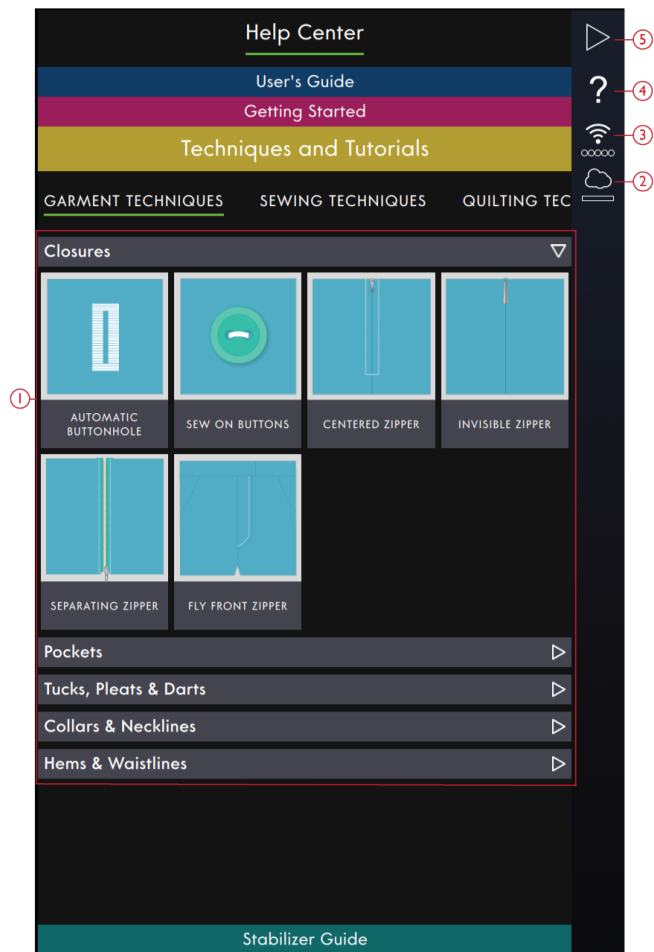 Help Center
User's Guide
Getting Started
Techniques and Tutorials
GARMENT TECHNIQUES SEWING TECHNIQUES QUILTING TEC
Closures
AUTOMATIC
BUTTONHOLE
SEW ON BUTTONS
CENTERED ZIPPER
INVISIBLE ZIPPER
SEPARATING ZIPPER
FLY FRONT ZIPPER
Pockets
Tucks, Pleats & Darts
Collars & Necklines
Hems & Waistlines
Stabilizer Guide
?
5
4
3
2
1